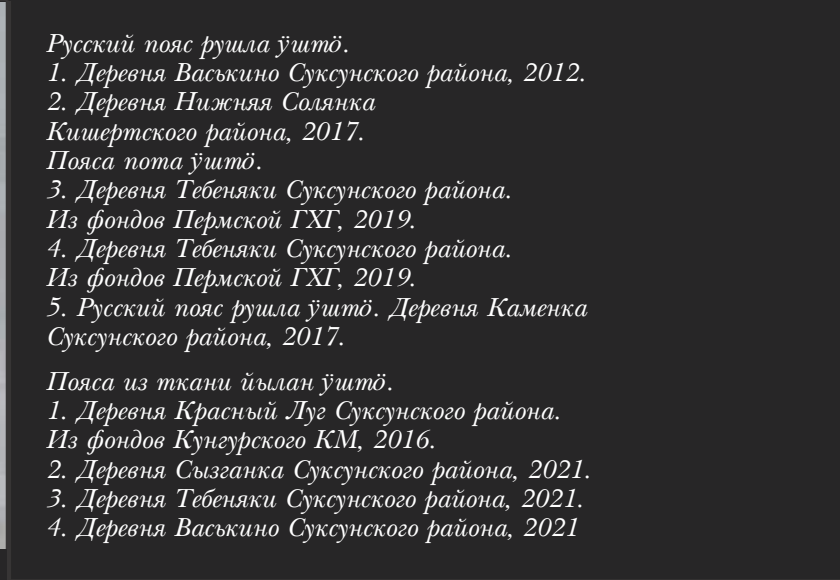 Русский пояс рушла ӱштӧ.
1. Деревня Васькино Суксунского района, 2012.
2. Деревня Нижняя Солянка
Кишертского района, 2017.
Пояса пота ӱштӧ.
3. Деревня Тебеняки Суксунского района.
Из фондов Пермской ГХГ, 2019.
4. Деревня Тебеняки Суксунского района.
Из фондов Пермской ГХГ, 2019.
5. Русский пояс рушла ӱштӧ. Деревня Каменка
Суксунского района, 2017.
Пояса из ткани йылан ӱштӧ.
1. Деревня Красный Луг Суксунского района.
Из фондов Кунгурского КМ, 2016.
2. Деревня Сызганка Суксунского района, 2021.
3. Деревня Тебеняки Суксунского района, 2021.
4. Деревня Васькино Суксунского района, 2021